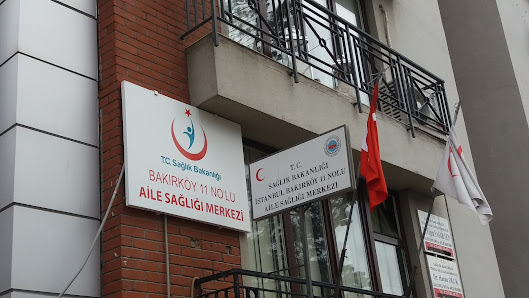 T.C. Sağlık Bakanlığı
BAKIRKÖY 11 NO'LU
AİLE SAĞLIĞI MERKEZİ
T. C.
SAĞLIK BAKANLIĞI
İSTANBUL BAKIRKÖY 11 NOLU
AİLE SAĞLIĞI MERKEZİ